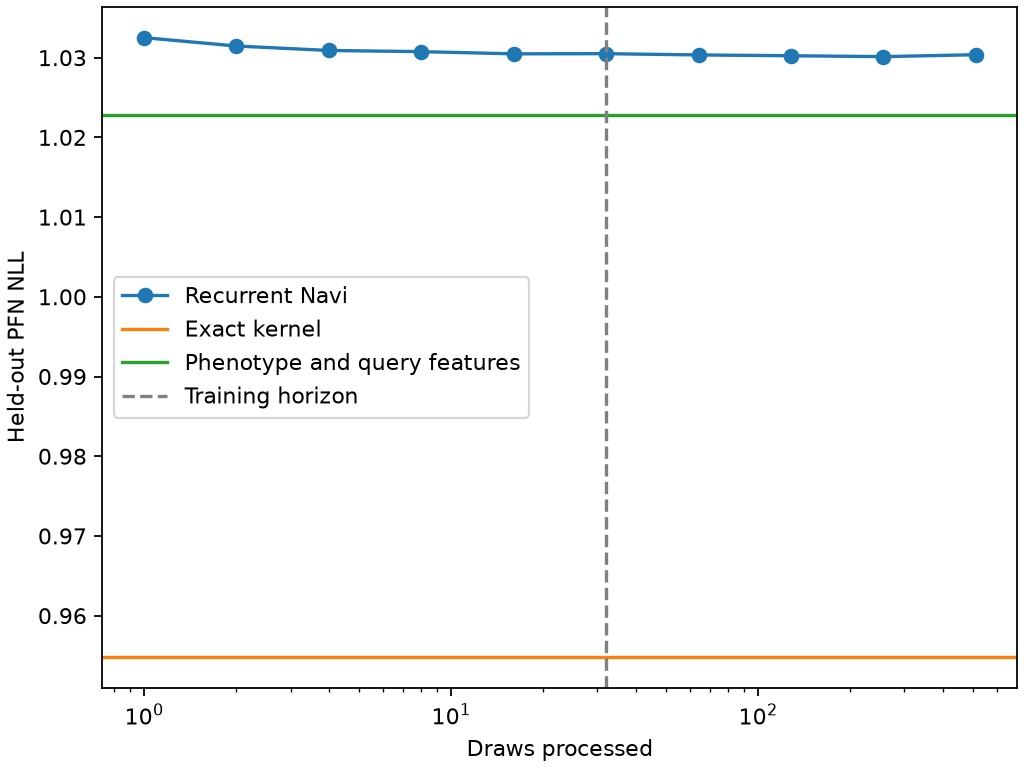 1.03
1.02
1.01
1.00
0.99
0.98
0.97
0.96
Held-out PFN NLL
Recurrent Navi
Exact kernel
Phenotype and query features
Training horizon
10⁰
10¹
10²
Draws processed